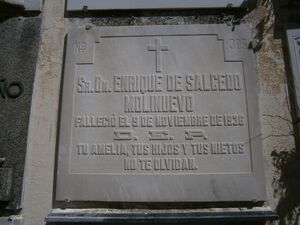 Nº 305
Sr. Dn. ENRIQUE DE SALCEDO
MOLINUEVO
FALLECIÓ EL 9 DE NOVIEMBRE DE 1936
D. E. P.
TU AMELIA, TUS HIJOS Y TUS NIETOS
NO TE OLVIDAN.